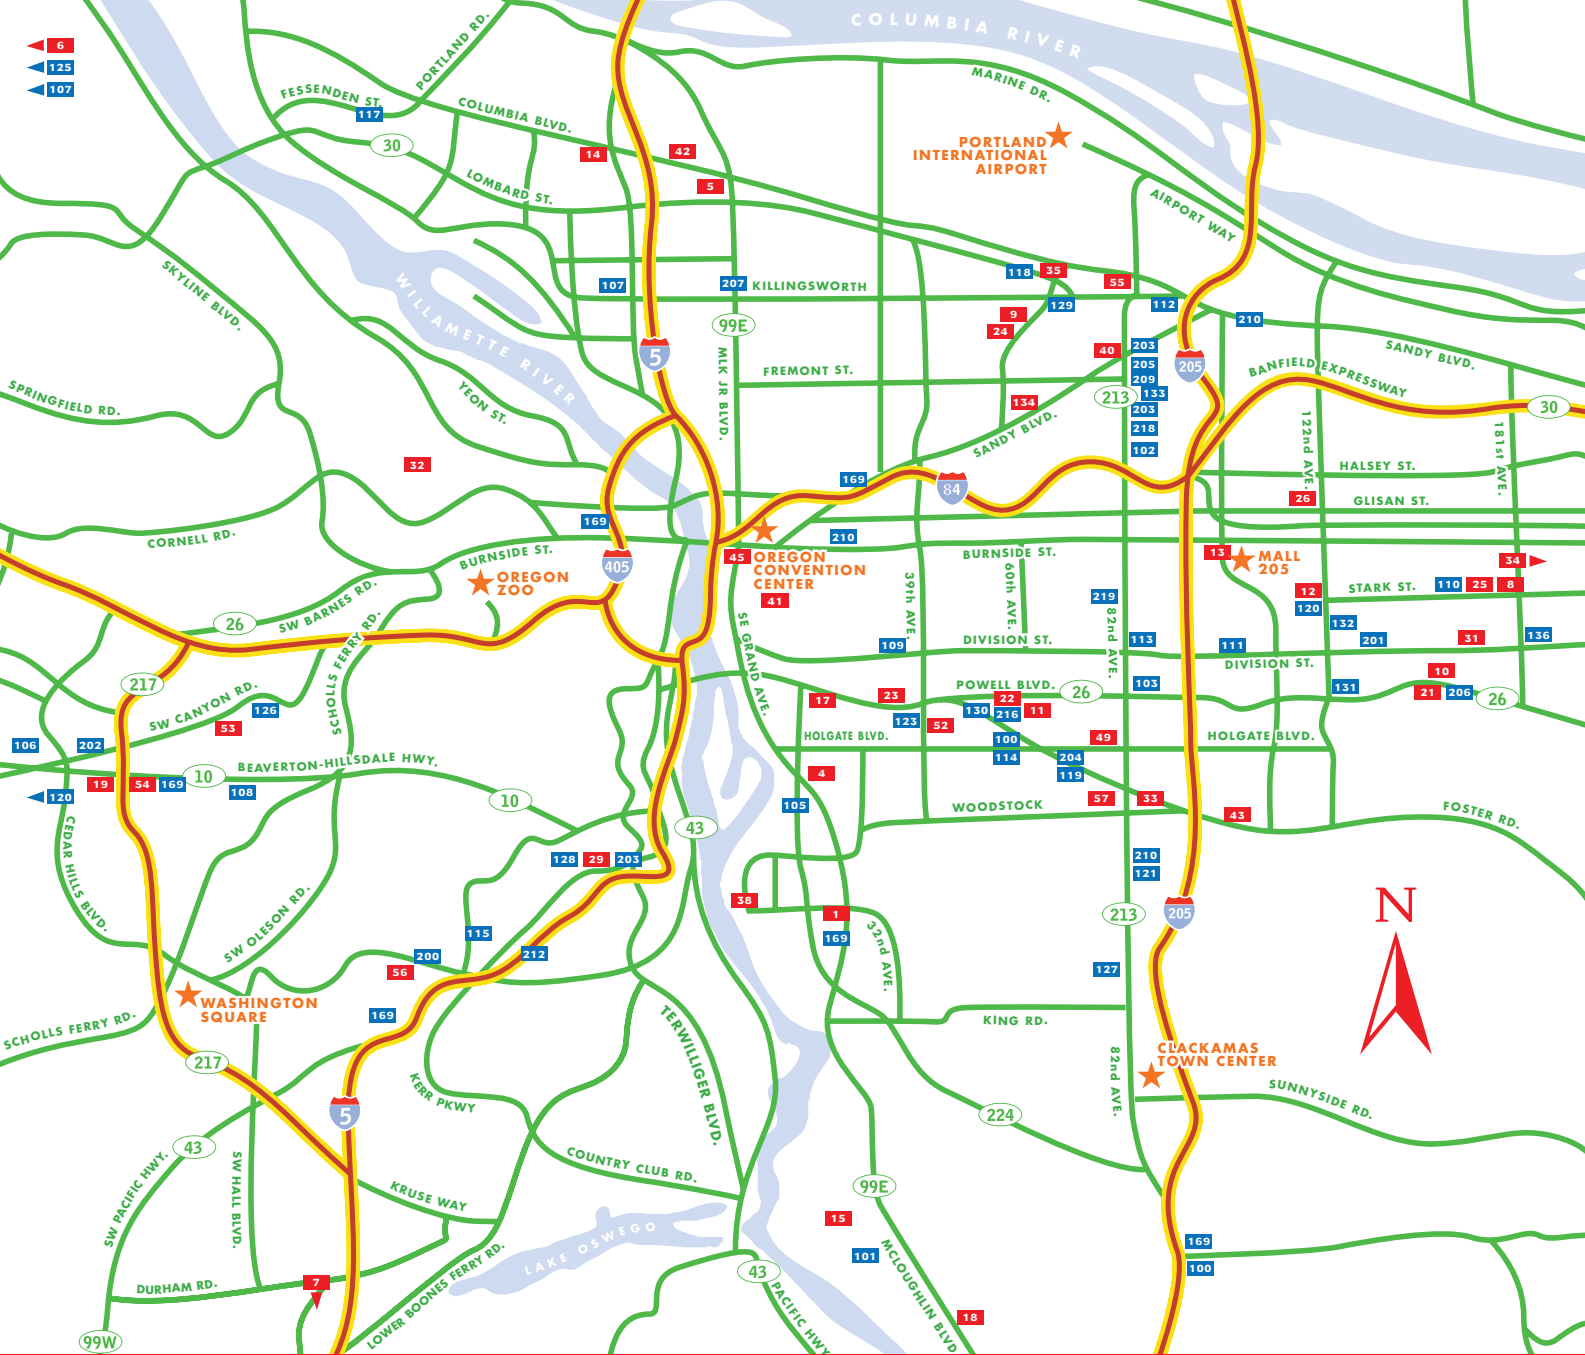 COLUMBIA RIVER
6
125
107
PORTLAND RD.
FESSENDEN ST.
117
COLUMBIA BLVD.
MARINE DR.
30
14
42
5
PORTLAND
INTERNATIONAL
AIRPORT
LOMBARD ST.
AIRPORT WAY
SKYLINE BLVD.
WILLAMETTE RIVER
107
207
KILLINGSWORTH
118
35
55
129
112
210
99E
9
24
5
MLK JR BLVD.
FREMONT ST.
40
203
205
209
133
203
218
102
213
205
SANDY BLVD.
BANFIELD EXPRESSWAY
30
SPRINGFIELD RD.
YEON ST.
134
SANDY BLVD.
122nd AVE.
181st AVE.
32
169
84
HALSEY ST.
26
GLISAN ST.
169
CORNELL RD.
BURNSIDE ST.
405
45
OREGON
CONVENTION
CENTER
210
BURNSIDE ST.
13
MALL
205
34
OREGON
ZOO
41
39th AVE.
60th AVE.
219
82nd AVE.
12
120
STARK ST.
110
25
8
SW BARNES RD.
26
SCHOLLS FERRY RD.
SE GRAND AVE.
109
DIVISION ST.
113
111
132
201
31
136
DIVISION ST.
217
SW CANYON RD.
126
53
17
23
POWELL BLVD.
26
103
131
10
21
206
26
22
130
216
11
123
52
106
202
HOLGATE BLVD.
100
114
49
HOLGATE BLVD.
204
119
19
54
169
10
BEAVERTON-HILLSDALE HWY.
108
120
10
4
105
WOODSTOCK
57
33
43
FOSTER RD.
CEDAR HILLS BLVD.
43
128
29
203
210
121
38
1
169
32nd AVE.
213
205
N
SW OLESON RD.
115
200
56
212
127
WASHINGTON
SQUARE
169
SCHOLLS FERRY RD.
217
TERWILLIGER BLVD.
KING RD.
82nd AVE.
CLACKAMAS
TOWN CENTER
5
KERR PKWY
224
SUNNYSIDE RD.
43
SW PACIFIC HWY.
SW HALL BLVD.
COUNTRY CLUB RD.
KRUSE WAY
99E
15
101
MCLOUGHLIN BLVD
LAKE OSWEGO
169
100
DURHAM RD.
7
LOWER BOONES FERRY RD.
43
PACIFIC HWY
18
99W